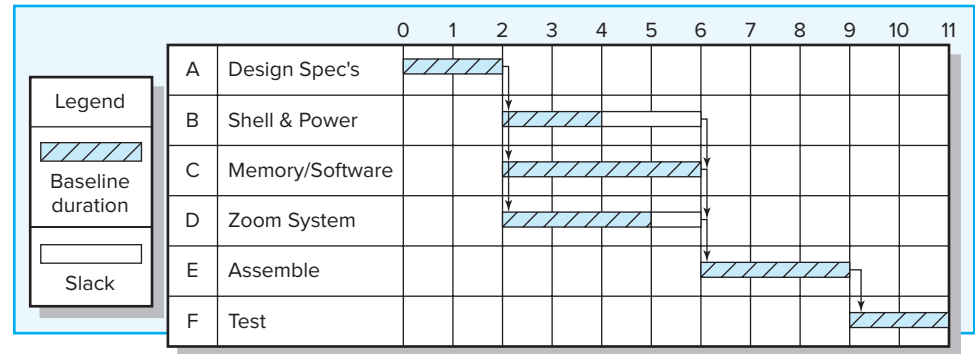 0 1 2 3 4 5 6 7 8 9 10 11
Legend
Baseline
duration
Slack
A Design Spec's
B Shell & Power
C Memory/Software
D Zoom System
E Assemble
F Test